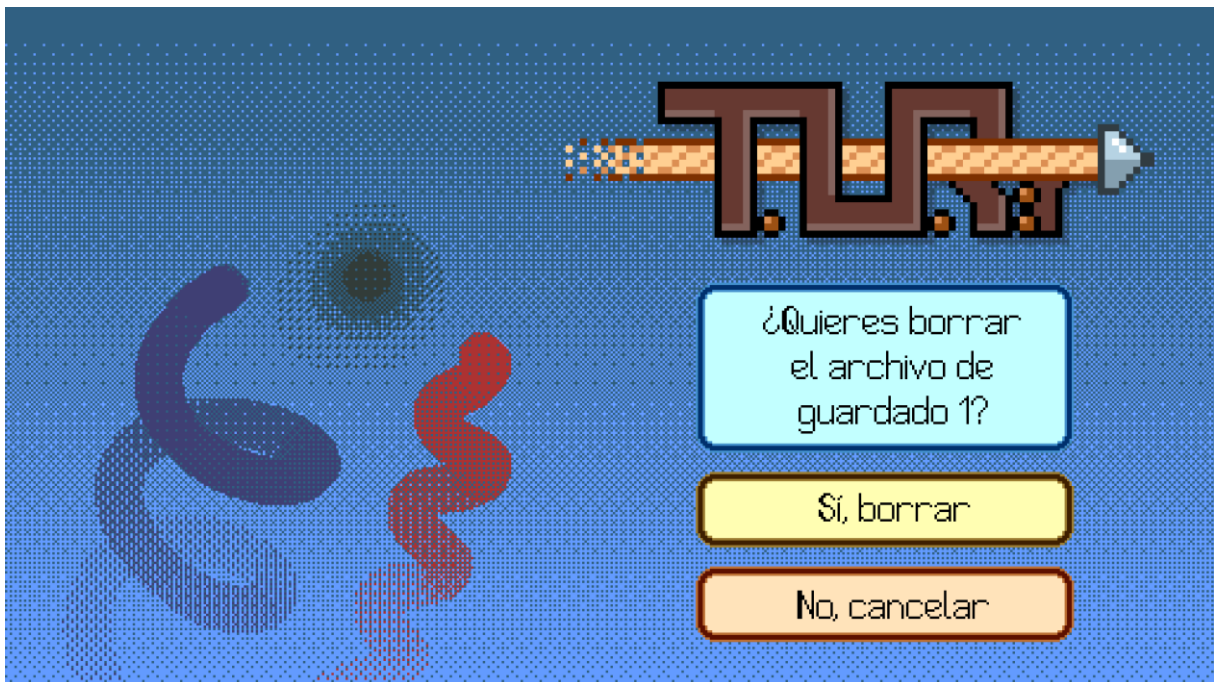 T.U.R:
¿Quieres borrar
el archivo de
guardado 1?
Sí, borrar
No, cancelar